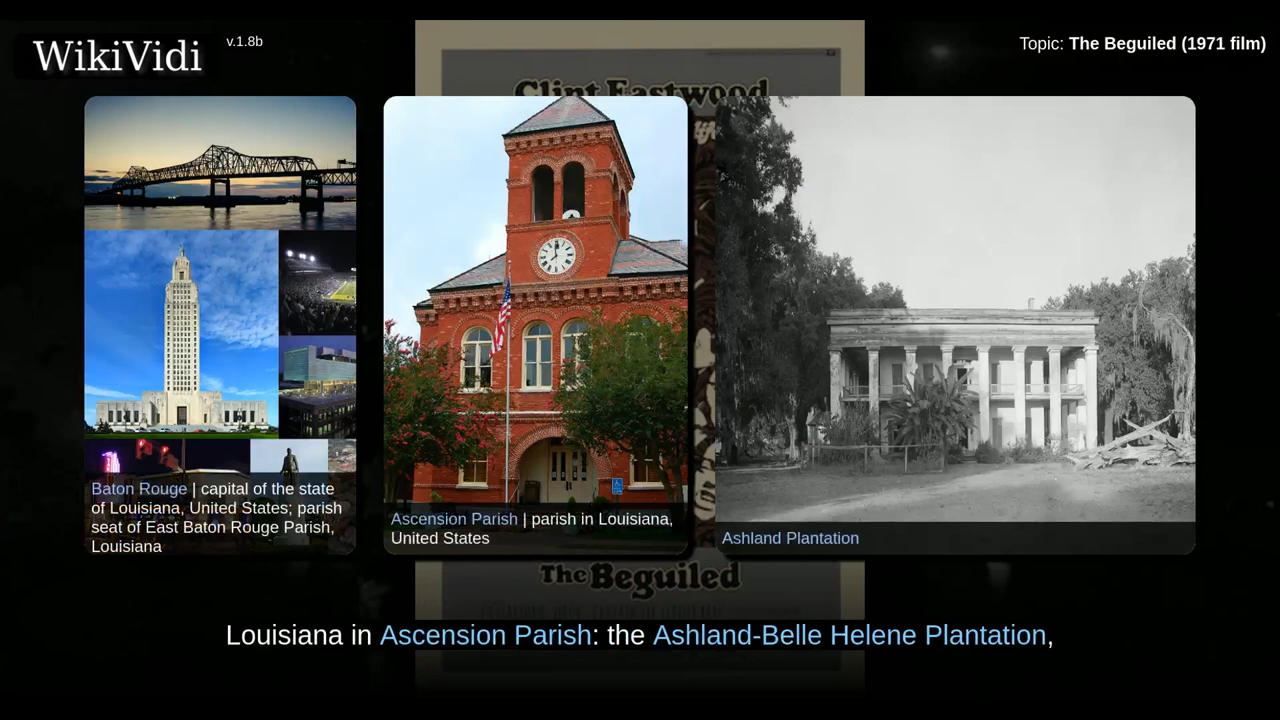 WikiVidi
v.1.8b
Topic: The Beguiled (1971 film)
Clint Eastwood
Baton Rouge | capital of the state
of Louisiana, United States; parish
seat of East Baton Rouge Parish,
Louisiana
Ascension Parish | parish in Louisiana,
United States
Ashland Plantation
The Beguiled
Louisiana in Ascension Parish: the Ashland-Belle Helene Plantation,